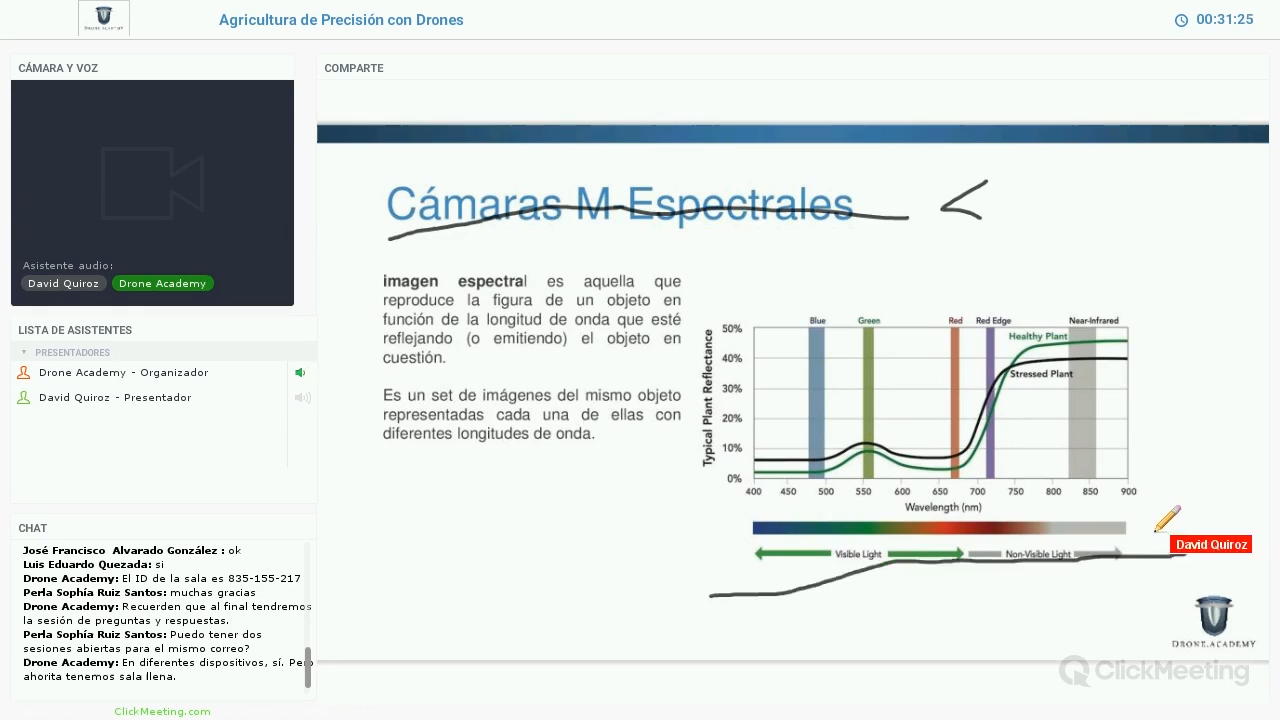 DRONE.ACADEMY
Agricultura de Precisión con Drones
00:31:25
CÁMARA Y VOZ
Asistente audio:
David Quiroz Drone Academy
LISTA DE ASISTENTES
PRESENTADORES
Drone Academy - Organizador
David Quiroz - Presentador
CHAT
José Francisco Alvarado González : ok
Luis Eduardo Quezada: si
Drone Academy: El ID de la sala es 835-155-217
Perla Sophía Ruiz Santos: muchas gracias
Drone Academy: Recuerden que al final tendremos
la sesión de preguntas y respuestas.
Perla Sophía Ruiz Santos: Puedo tener dos
sesiones abiertas para el mismo correo?
Drone Academy: En diferentes dispositivos, sí. Pero
ahorita tenemos sala llena.
ClickMeeting.com
COMPARTE
Cámaras M-Espectrales
imagen espectral es aquella que
reproduce la figura de un objeto en
función de la longitud de onda que esté
reflejando (o emitiendo) el objeto en
cuestión.
Es un set de imágenes del mismo objeto
representadas cada una de ellas con
diferentes longitudes de onda.
Blue Green Red Red Edge Near-Infrared
Healthy Plant
Stressed Plant
Typical Plant Reflectance
50%
40%
30%
20%
10%
0%
400 450 500 550 600 650 700 750 800 850 900
Wavelength (nm)
Visible Light Non-Visible Light
David Quiroz
DRONE.ACADEMY
ClickMeeting